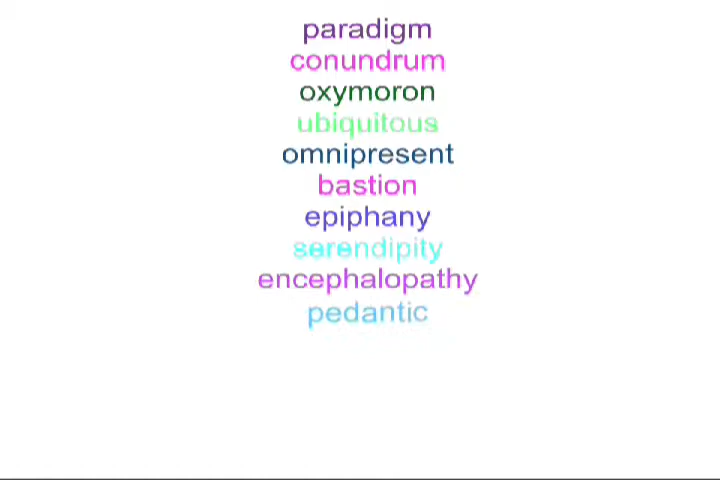 paradigm
conundrum
oxymoron
ubiquitous
omnipresent
bastion
epiphany
serendipity
encephalopathy
pedantic